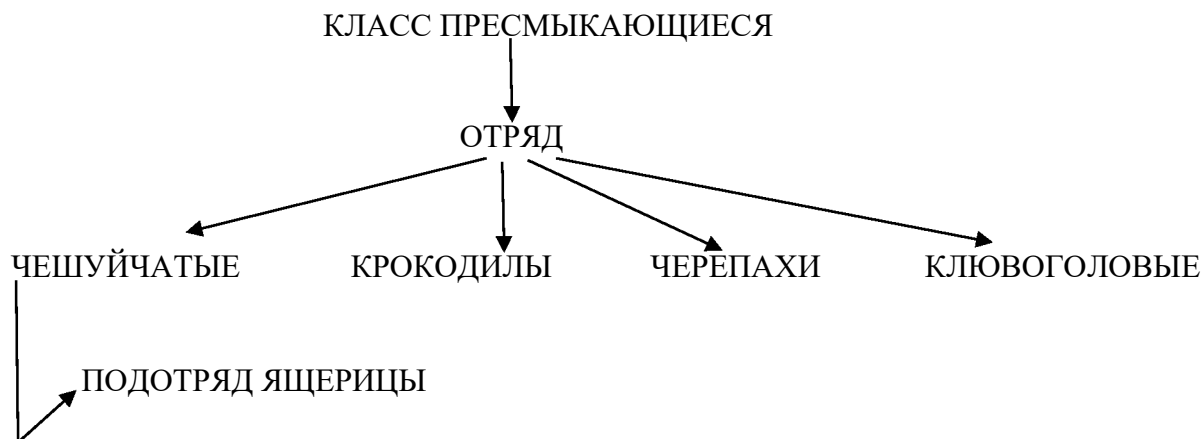 КЛАСС ПРЕСМЫКАЮЩИЕСЯ
ОТРЯД
ЧЕШУЙЧАТЫЕ КРОКОДИЛЫ ЧЕРЕПАХИ КЛЮВОГОЛОВЫЕ
ПОДОТРЯД ЯЩЕРИЦЫ